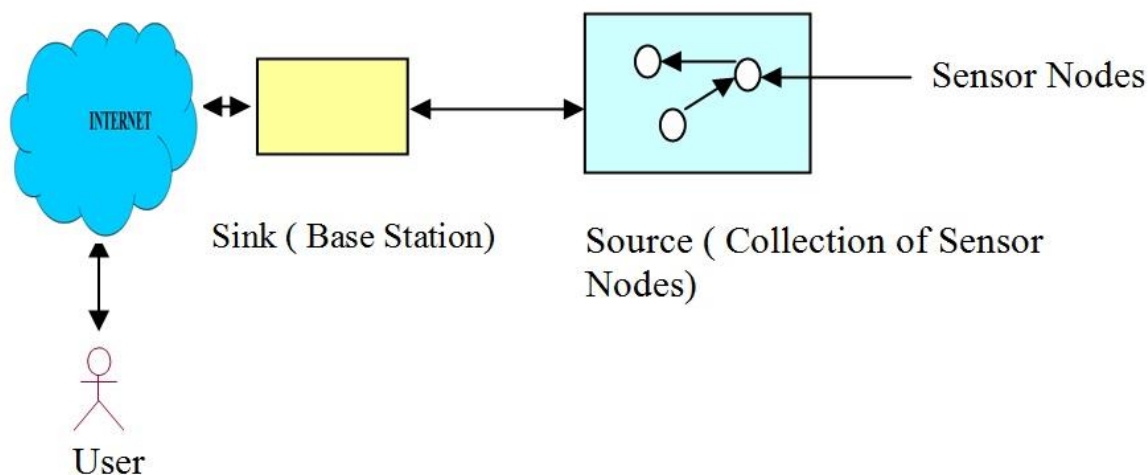 INTERNET
Sensor Nodes
Sink ( Base Station)
Source ( Collection of Sensor
Nodes)
User